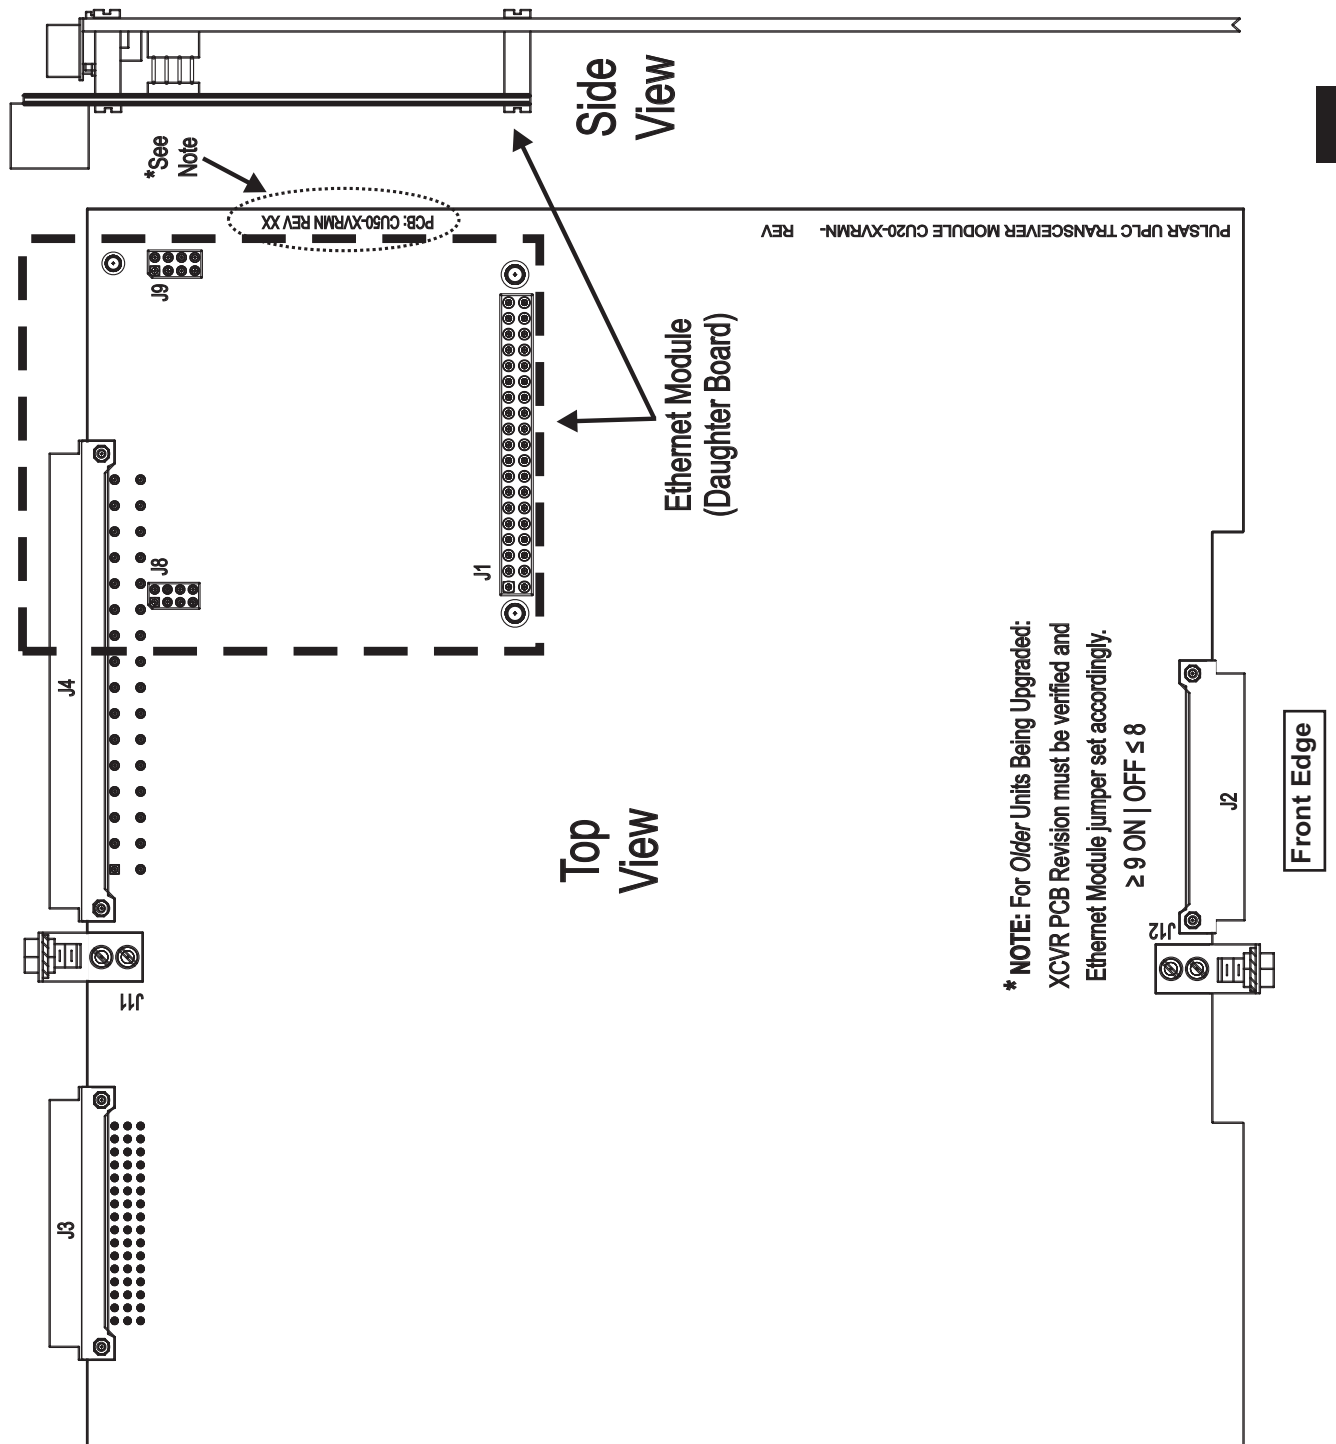 Side
View
*See
Note
PCB: CU50-XVRMN REV XX
PULSAR UPLC TRANSCEIVER MODULE CU20-XVRMN- REV
J9
J8
J1
J4
Ethernet Module
(Daughter Board)
Top
View
J11
J3
* NOTE: For Older Units Being Upgraded:
XCVR PCB Revision must be verified and
Ethernet Module jumper set accordingly.
≥ 9 ON | OFF ≤ 8
J12
J2
Front Edge